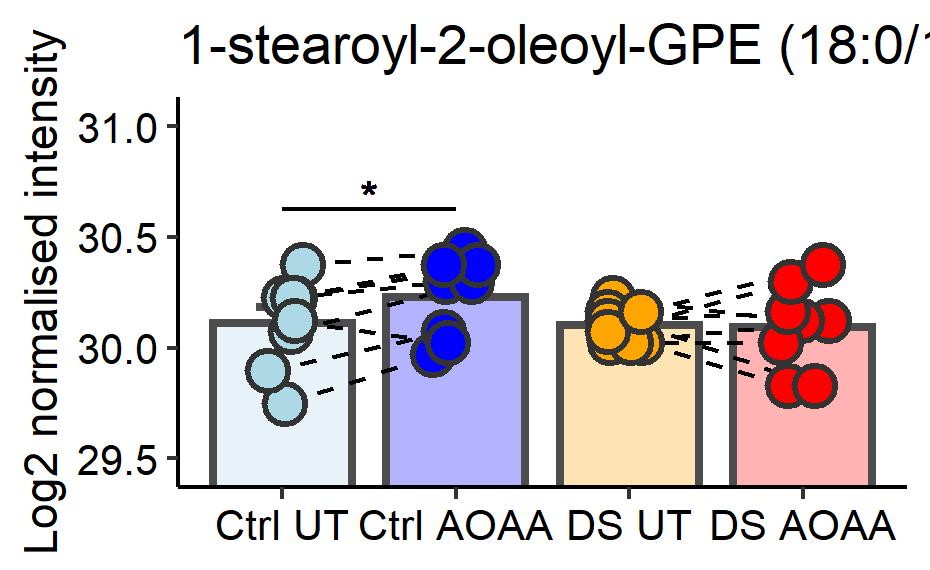 1-stearoyl-2-oleoyl-GPE (18:0/
Log2 normalised intensity
31.0
30.5
30.0
29.5
*
Ctrl UT Ctrl AOAA DS UT DS AOAA